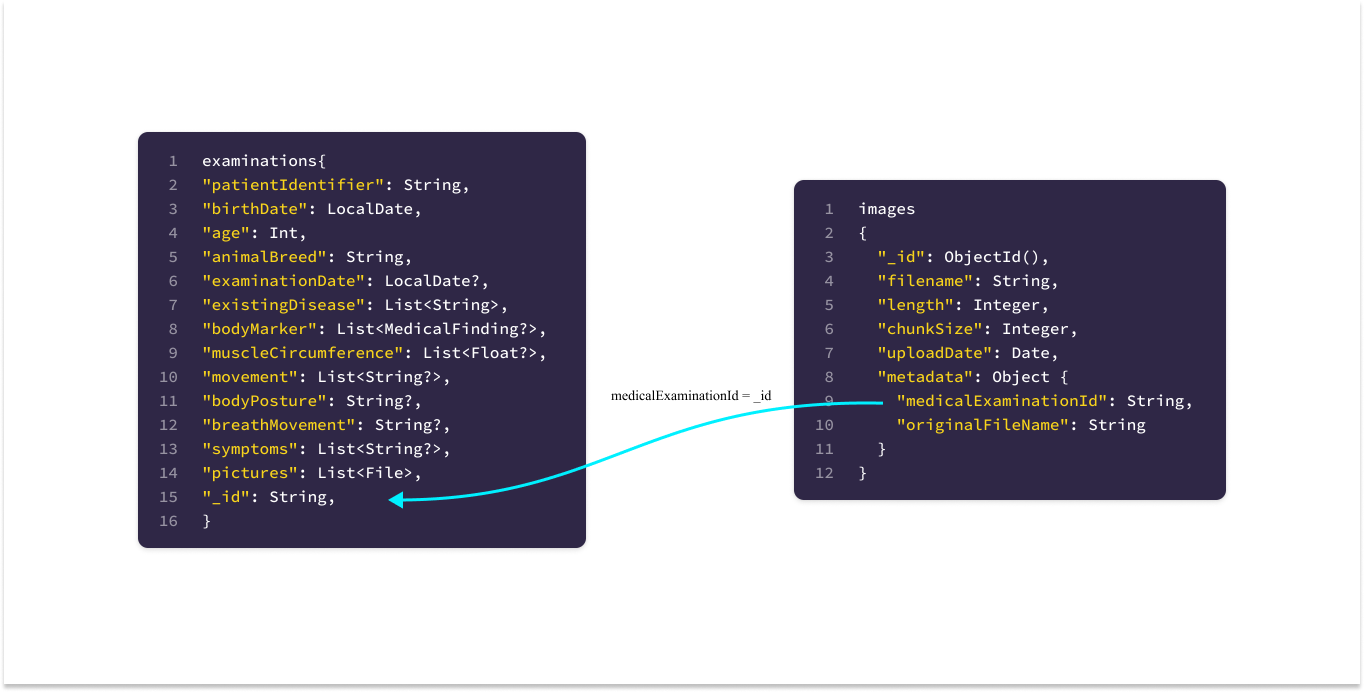 1 examinations{
2 "patientIdentifier": String,
3 "birthDate": LocalDate,
4 "age": Int,
5 "animalBreed": String,
6 "examinationDate": LocalDate?,
7 "existingDisease": List<String>,
8 "bodyMarker": List<MedicalFinding?>,
9 "muscleCircumference": List<Float?>,
10 "movement": List<String?>,
11 "bodyPosture": String?,
12 "breathMovement": String?,
13 "symptoms": List<String?>,
14 "pictures": List<File>,
15 "_id": String,
16 }
medicalExaminationId = _id
1 images
2 {
3 "_id": ObjectId(),
4 "filename": String,
5 "length": Integer,
6 "chunkSize": Integer,
7 "uploadDate": Date,
8 "metadata": Object {
9 "medicalExaminationId": String,
10 "originalFileName": String
11 }
12 }